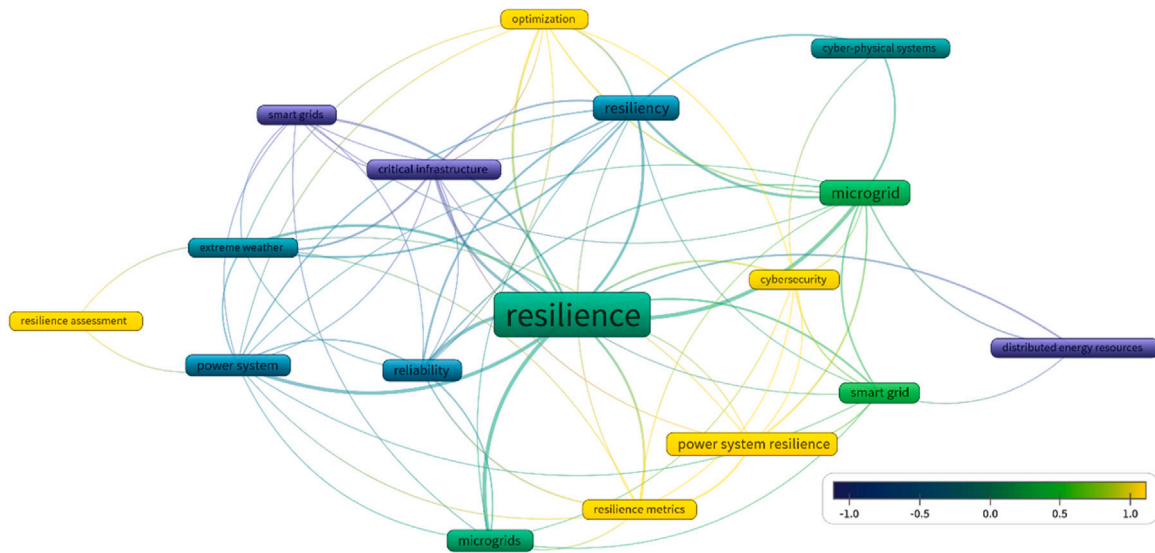 optimization
cyber-physical systems
smart grids
resiliency
critical infrastructure
microgrid
extreme weather
cybersecurity
resilience
resilience assessment
distributed energy resources
power system
reliability
smart grid
power system resilience
resilience metrics
microgrids
-1.0 -0.5 0.0 0.5 1.0